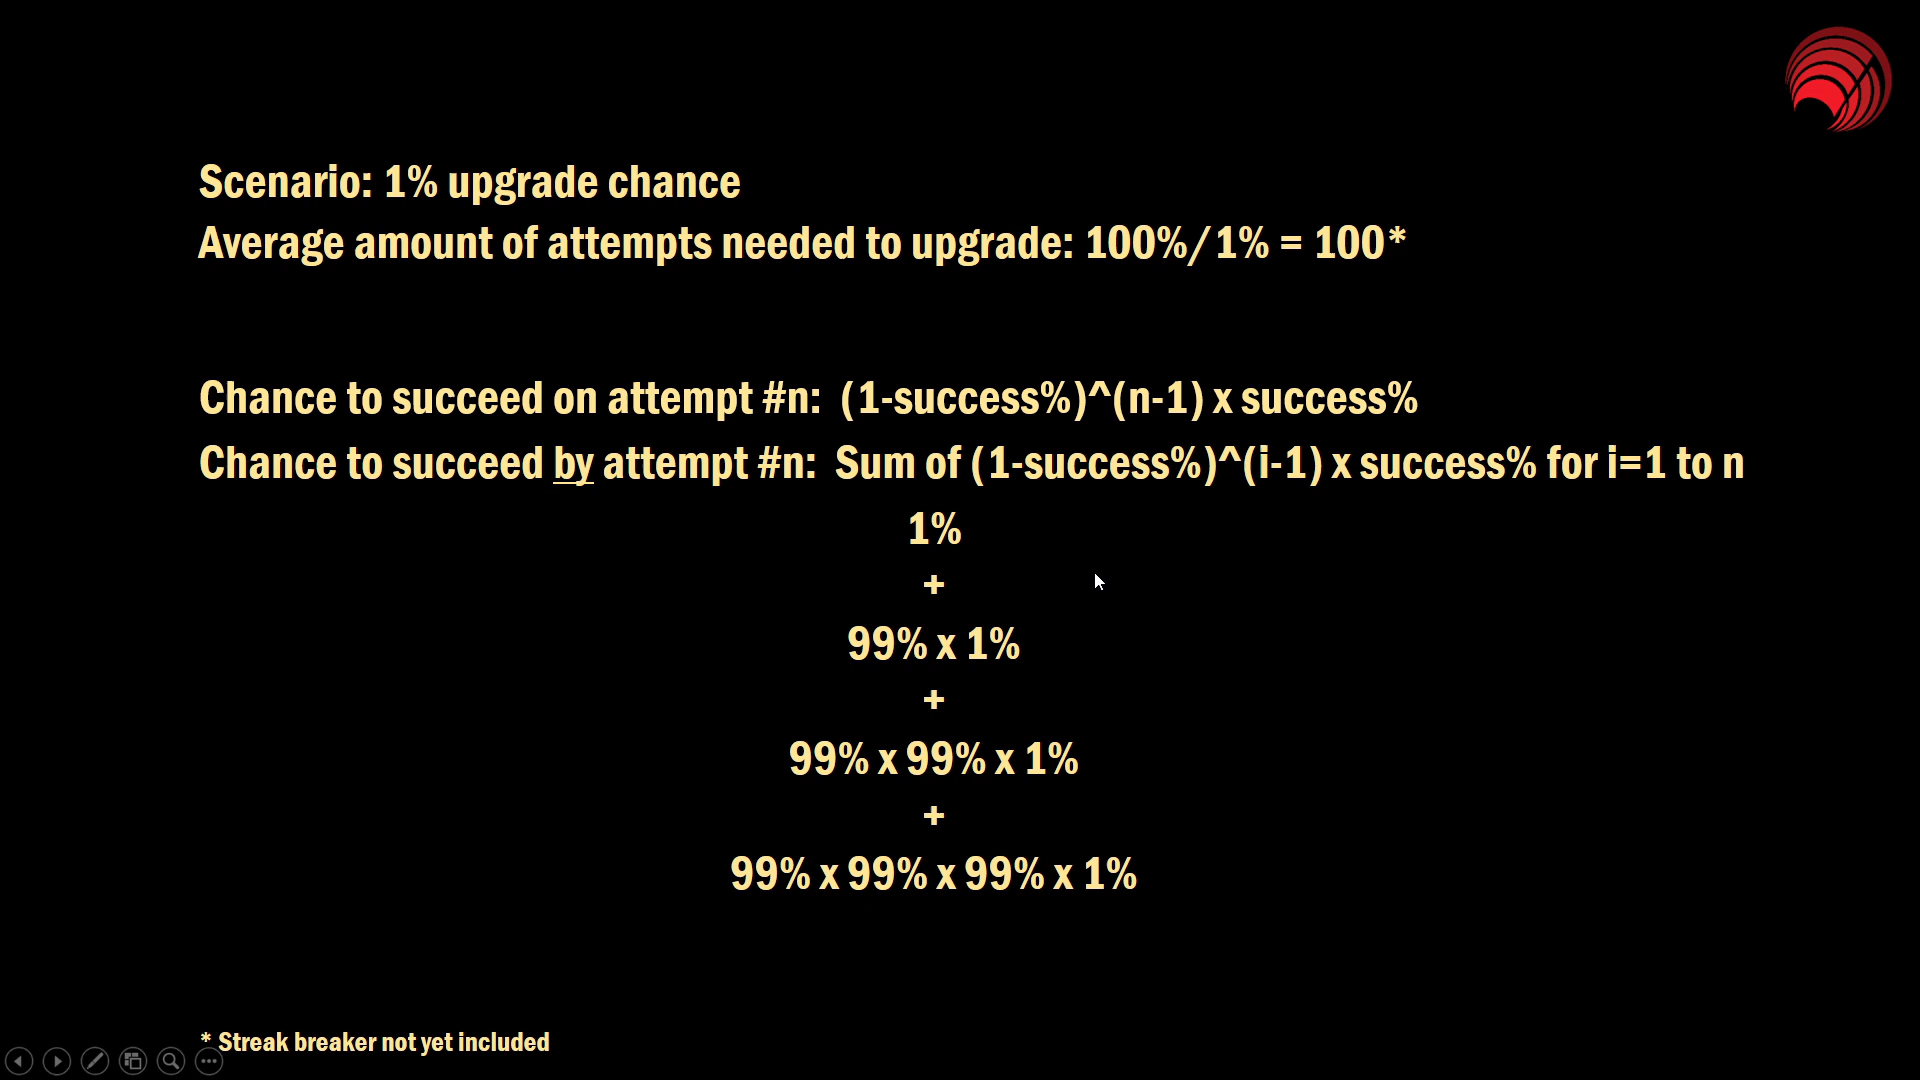 Scenario: 1% upgrade chance
Average amount of attempts needed to upgrade: 100%/1% = 100*
Chance to succeed on attempt #n: (1-success%)^(n-1) x success%
Chance to succeed by attempt #n: Sum of (1-success%)^(i-1) x success% for i=1 to n
1%
+
99% x 1%
+
99% x 99% x 1%
+
99% x 99% x 99% x 1%
* Streak breaker not yet included